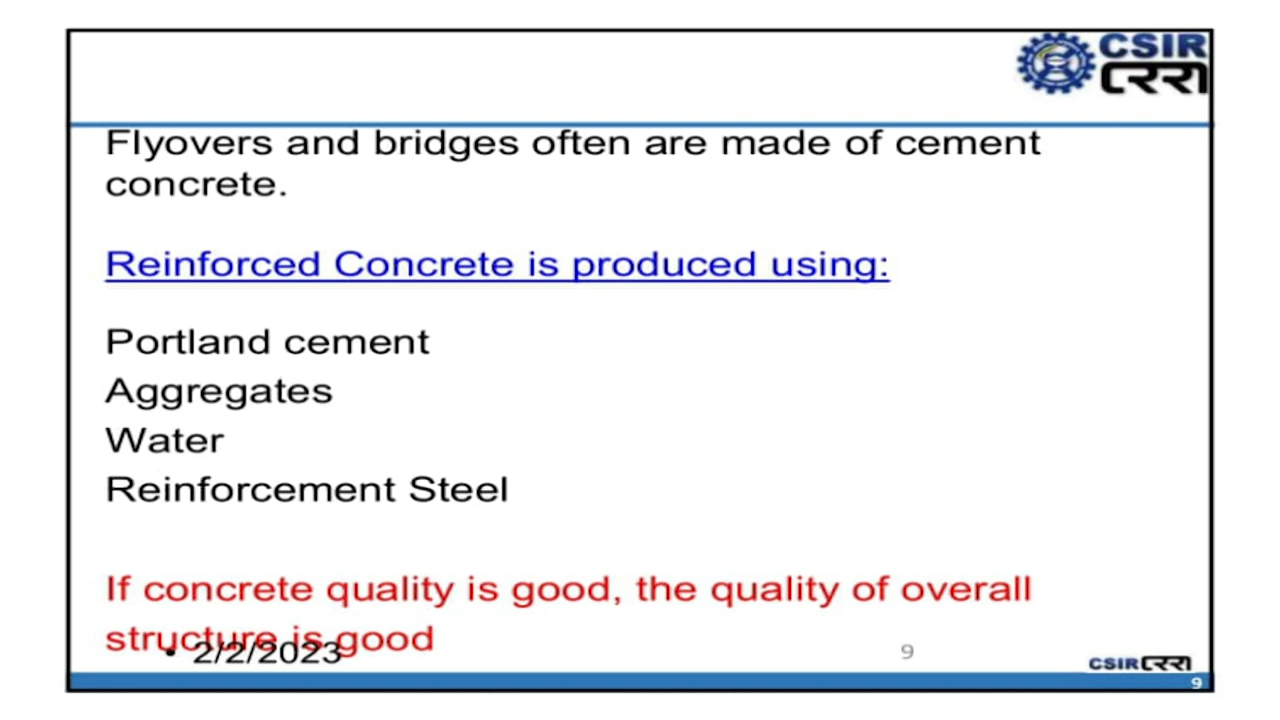 CSIR
Flyovers and bridges often are made of cement
concrete.
Reinforced Concrete is produced using:
Portland cement
Aggregates
Water
Reinforcement Steel
If concrete quality is good, the quality of overall
structure is good
• 2/2/2023
9
CSIR
9